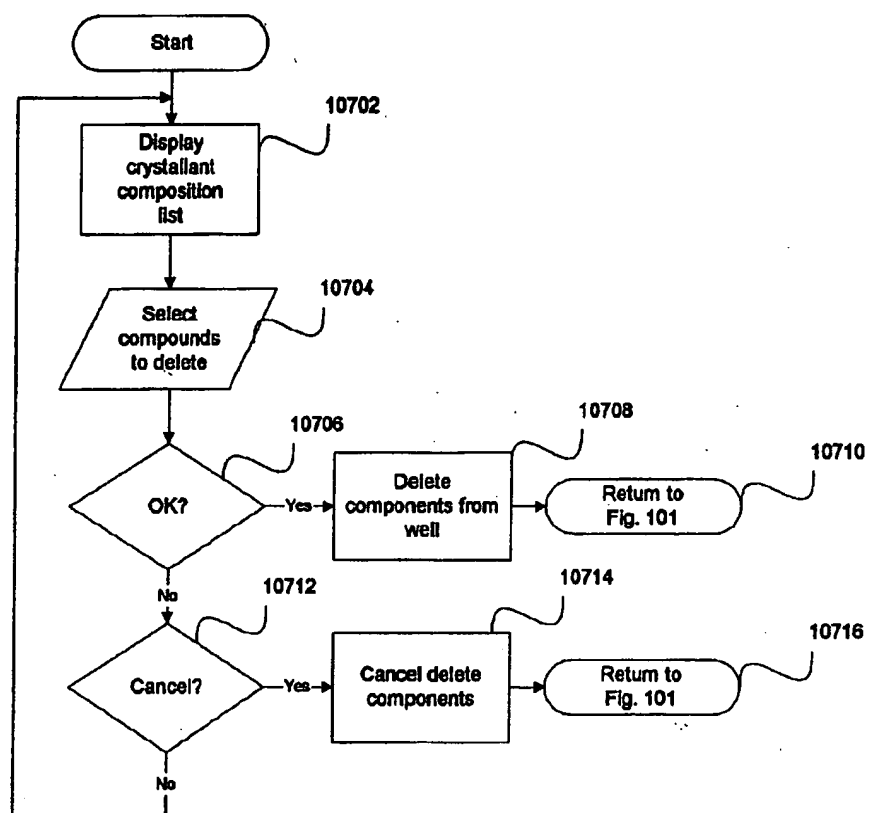 Start
10702
Display
crystallant
composition
list
10704
Select
compounds
to delete
10706
OK?
Yes
10708
Delete
components from
well
10710
Return to
Fig. 101
No
10712
Cancel?
Yes
10714
Cancel delete
components
10716
Return to
Fig. 101
No